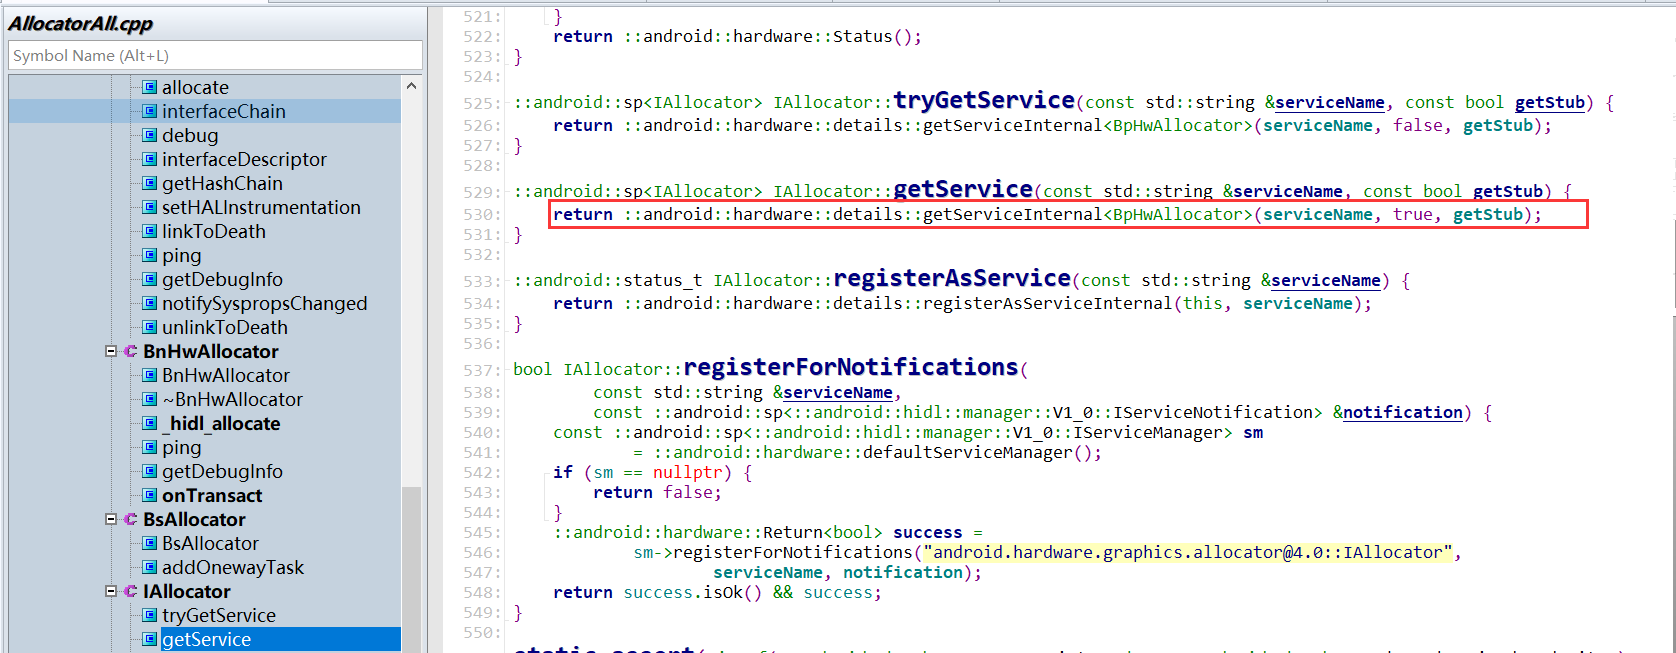 AllocatorAll.cpp
Symbol Name (Alt+L)
allocate
interfaceChain
debug
interfaceDescriptor
getHashChain
setHALInstrumentation
linkToDeath
ping
getDebugInfo
notifySyspropsChanged
unlinkToDeath
BnHwAllocator
BnHwAllocator
~BnHwAllocator
_hidl_allocate
ping
getDebugInfo
onTransact
BsAllocator
BsAllocator
addOnewayTask
IAllocator
tryGetService
getService
521: }
522: return ::android::hardware::Status();
523: }
524:
525: ::android::sp<IAllocator> IAllocator::tryGetService(const std::string &serviceName, const bool getStub) {
526: return ::android::hardware::details::getServiceInternal<BpHwAllocator>(serviceName, false, getStub);
527: }
528:
529: ::android::sp<IAllocator> IAllocator::getService(const std::string &serviceName, const bool getStub) {
530: return ::android::hardware::details::getServiceInternal<BpHwAllocator>(serviceName, true, getStub);
531: }
532:
533: ::android::status_t IAllocator::registerAsService(const std::string &serviceName) {
534: return ::android::hardware::details::registerAsServiceInternal(this, serviceName);
535: }
536:
537: bool IAllocator::registerForNotifications(
538: const std::string &serviceName,
539: const ::android::sp<::android::hidl::manager::V1_0::IServiceNotification> &notification) {
540: const ::android::sp<::android::hidl::manager::V1_0::IServiceManager> sm
541: = ::android::hardware::defaultServiceManager();
542: if (sm == nullptr) {
543: return false;
544: }
545: ::android::hardware::Return<bool> success =
546: sm->registerForNotifications("android.hardware.graphics.allocator@4.0::IAllocator",
547: serviceName, notification);
548: return success.isOk() && success;
549: }
550: